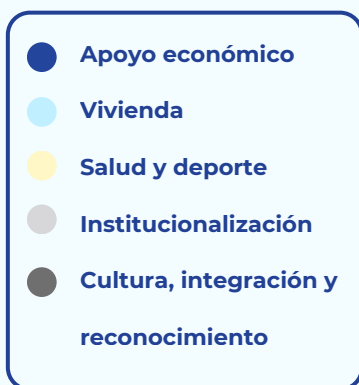 Apoyo económico
Vivienda
Salud y deporte
Institucionalización
Cultura, integración y
reconocimiento